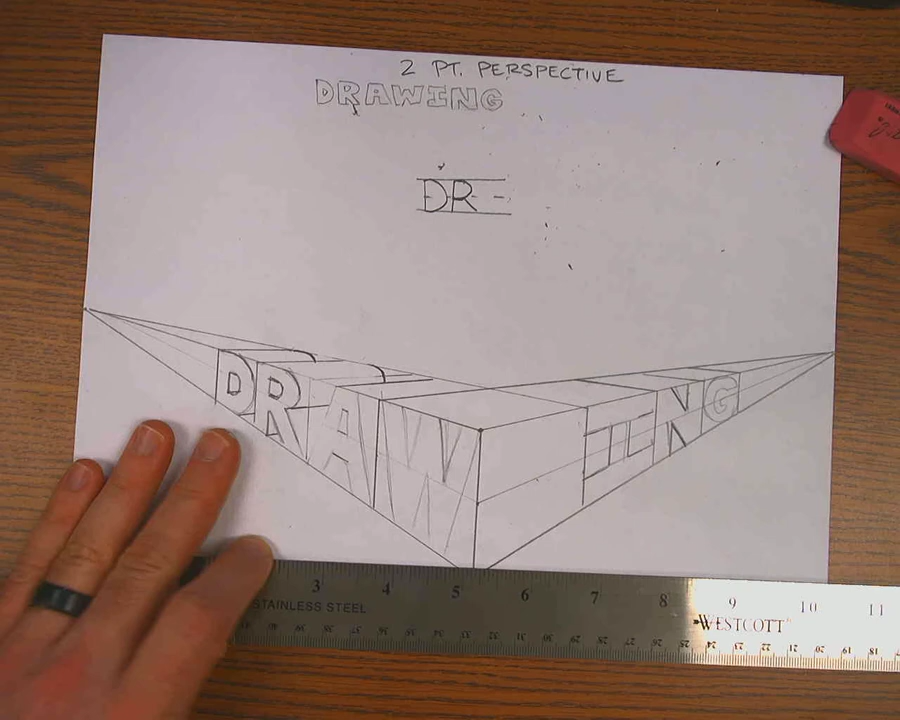 2 PT. PERSPECTIVE
DRAWING
DR
DRAW ING
3 4 5 6 7 8 9 10 11
STAINLESS STEEL
WESTCOTT